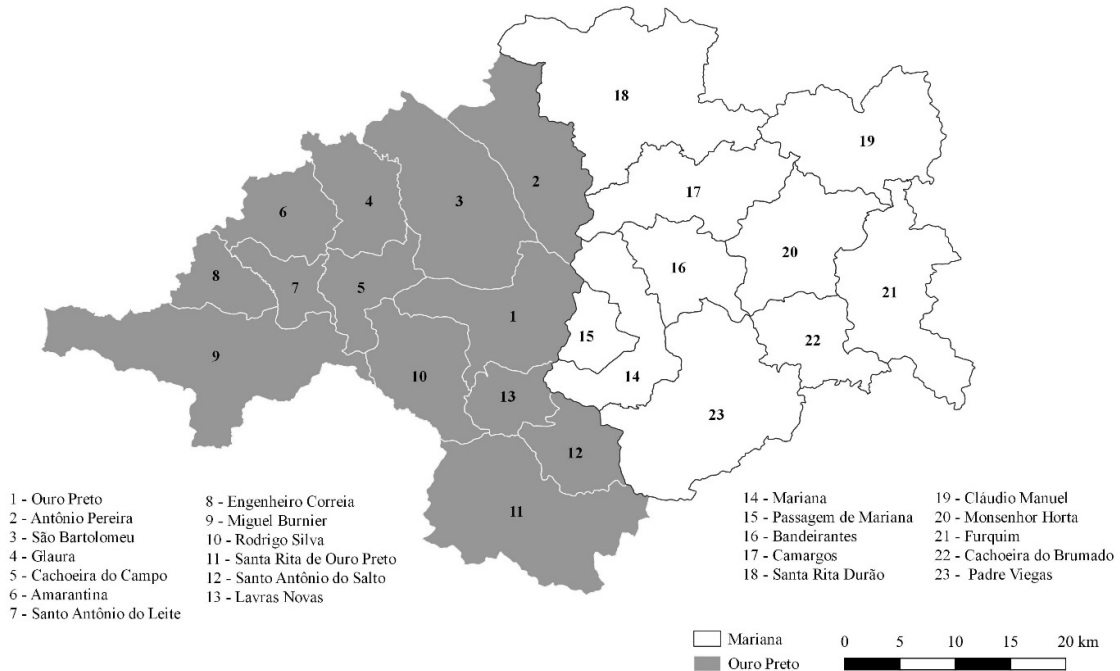 18
19
2
17
3
4
6
20
16
8
7
5
21
1
15
22
9
10
14
13
23
12
11
1 - Ouro Preto
2 - Antônio Pereira
3 - São Bartolomeu
4 - Glaura
5 - Cachoeira do Campo
6 - Amarantina
7 - Santo Antônio do Leite
8 - Engenheiro Correia
9 - Miguel Burnier
10 - Rodrigo Silva
11 - Santa Rita de Ouro Preto
12 - Santo Antônio do Salto
13 - Lavras Novas
14 - Mariana
15 - Passagem de Mariana
16 - Bandeirantes
17 - Camargos
18 - Santa Rita Durão
19 - Cláudio Manuel
20 - Monsenhor Horta
21 - Furquim
22 - Cachoeira do Brumado
23 - Padre Viegas
Mariana
Ouro Preto
0 5 10 15 20 km